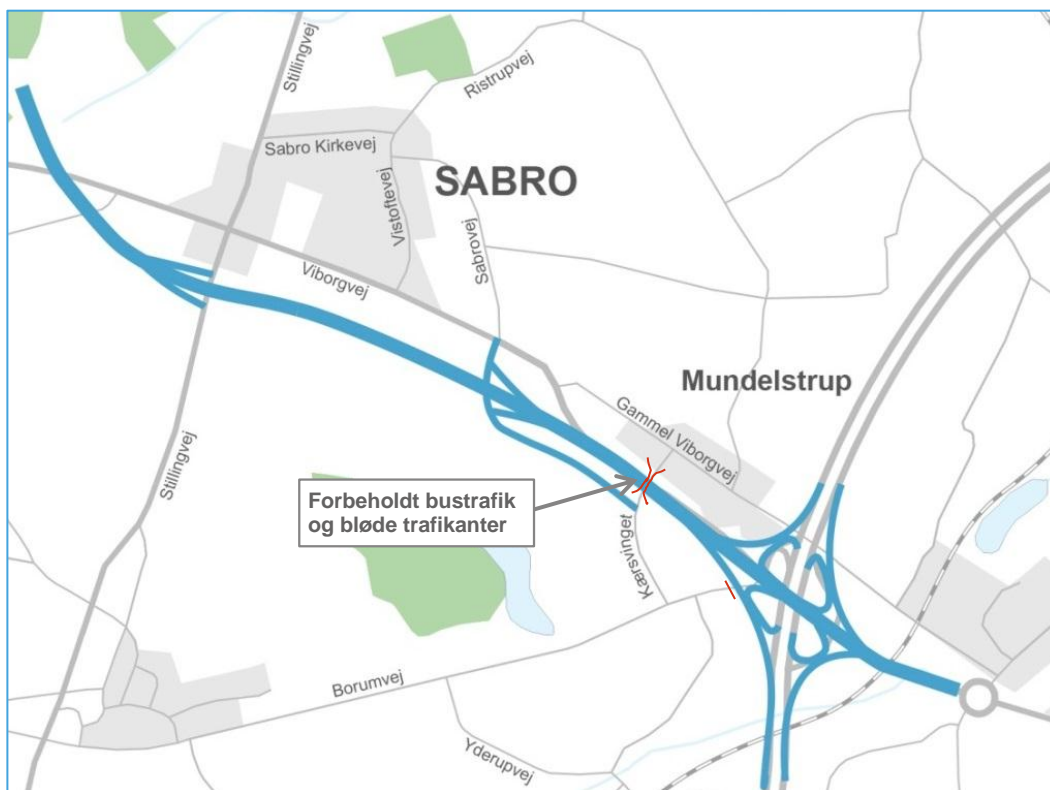 Stillingvej
Ristrupvej
Sabro Kirkevej
SABRO
Vistoftevej
Sabrovej
Viborgvej
Mundelstrup
Gammel Viborgvej
Stillingvej
Forbeholdt bustrafik
og bløde trafikanter
Kærsvinget
Borumvej
Yderupvej